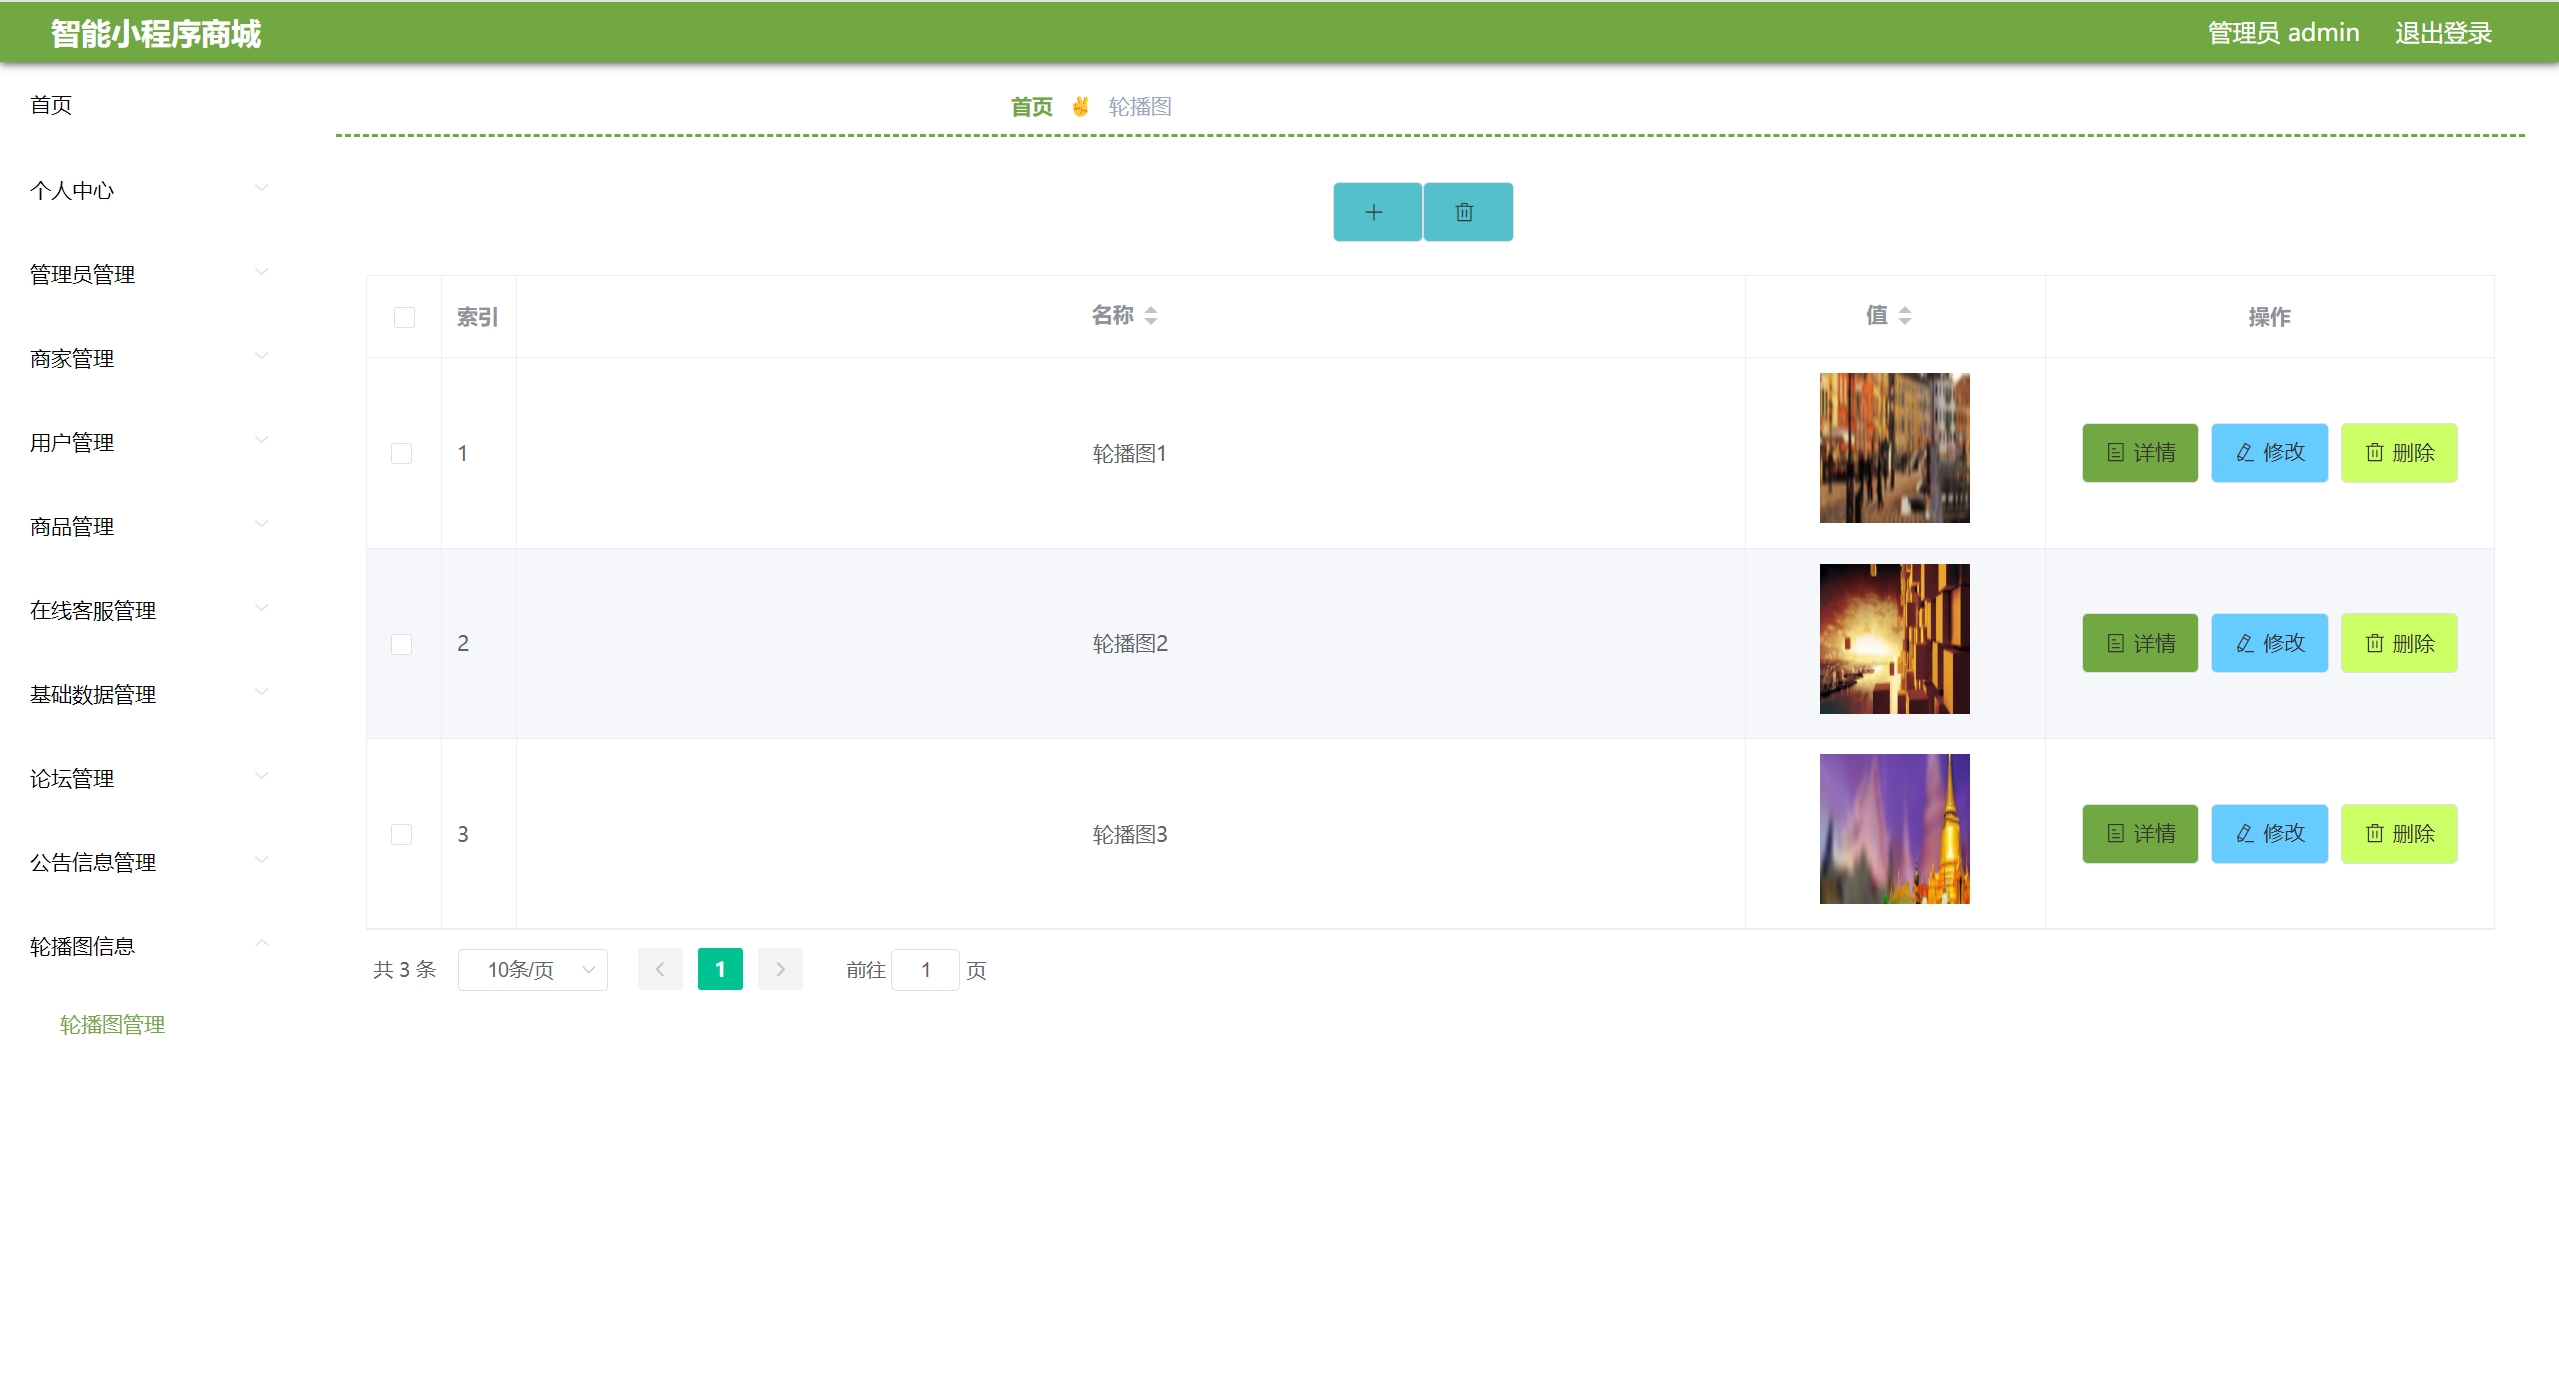 智能小程序商城
管理员 admin 退出登录
首页
个人中心
管理员管理
商家管理
用户管理
商品管理
在线客服管理
基础数据管理
论坛管理
公告信息管理
轮播图信息
轮播图管理
首页 ✌ 轮播图
索引 名称 值 操作
1 轮播图1 详情 修改 删除
2 轮播图2 详情 修改 删除
3 轮播图3 详情 修改 删除
共 3 条 10条/页 1 前往 1 页